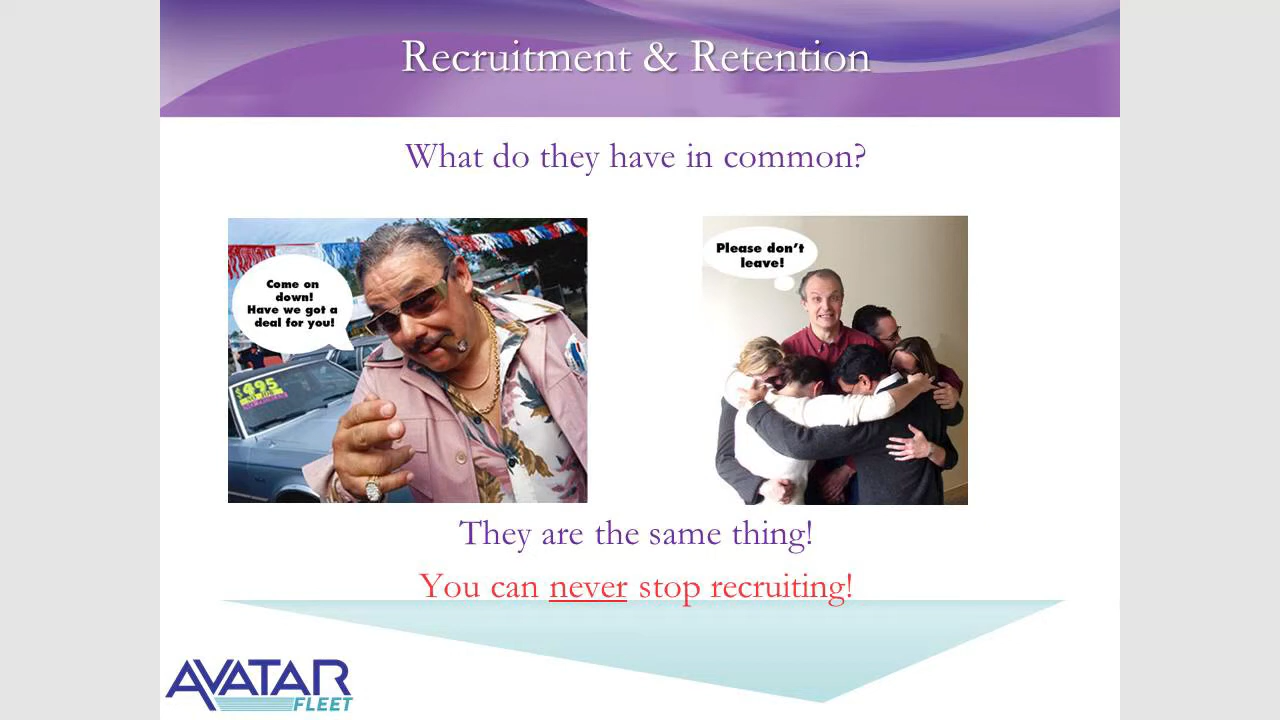 Recruitment & Retention
What do they have in common?
Come on
down!
Have we got a
deal for you!
$495
Please don't
leave!
They are the same thing!
You can never stop recruiting!
AVATAR
FLEET